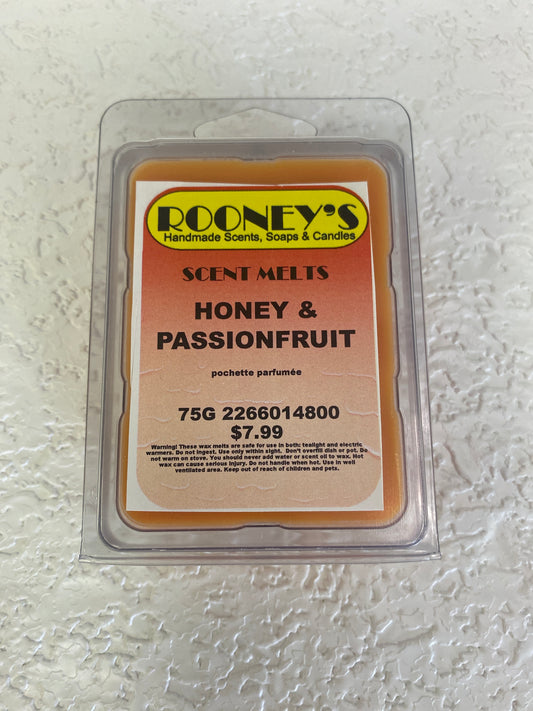 ROONEY'S
Handmade Scents, Soaps & Candles
SCENT MELTS
HONEY &
PASSIONFRUIT
pochette parfumée
75G 2266014800
$7.99
Warning! These wax melts are safe for use in both: tealight and electric
warmers. Do not ingest. Use only within sight. Don't overfill dish or pot. Do
not warm on stove. You should never add water or scent oil to wax. Hot
wax can cause serious injury. Do not handle when hot. Use in well
ventilated area. Keep out of reach of children and pets.